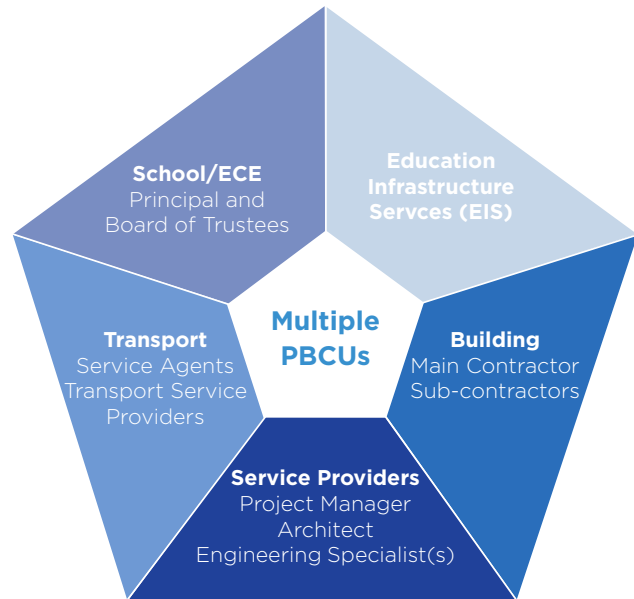 School/ECE
Principal and
Board of Trustees
Education
Infrastructure
Servces (EIS)
Multiple
PBCUs
Transport
Service Agents
Transport Service
Providers
Building
Main Contractor
Sub-contractors
Service Providers
Project Manager
Architect
Engineering Specialist(s)